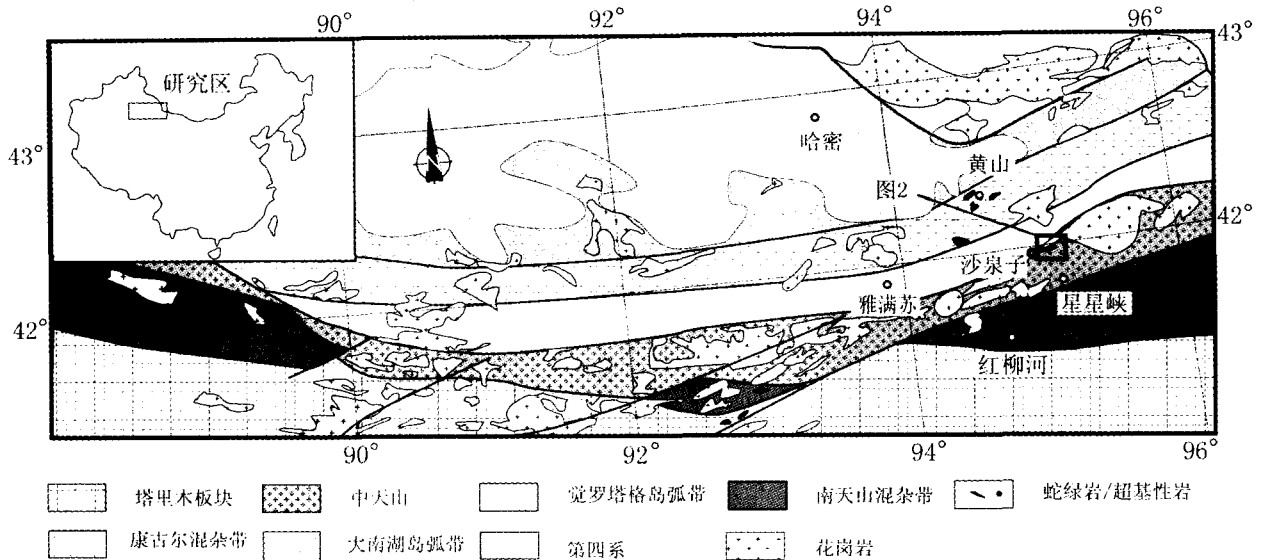 90° 92° 94° 96°
43°
研究区
哈密
43°
黄山
图2
42°
沙泉子
雅满苏
星星峡
42°
红柳河
90° 92° 94° 96°
塔里木板块 中天山 觉罗塔格岛弧带 南天山混杂带 蛇绿岩/超基性岩
康古尔混杂带 大南湖岛弧带 第四系 花岗岩